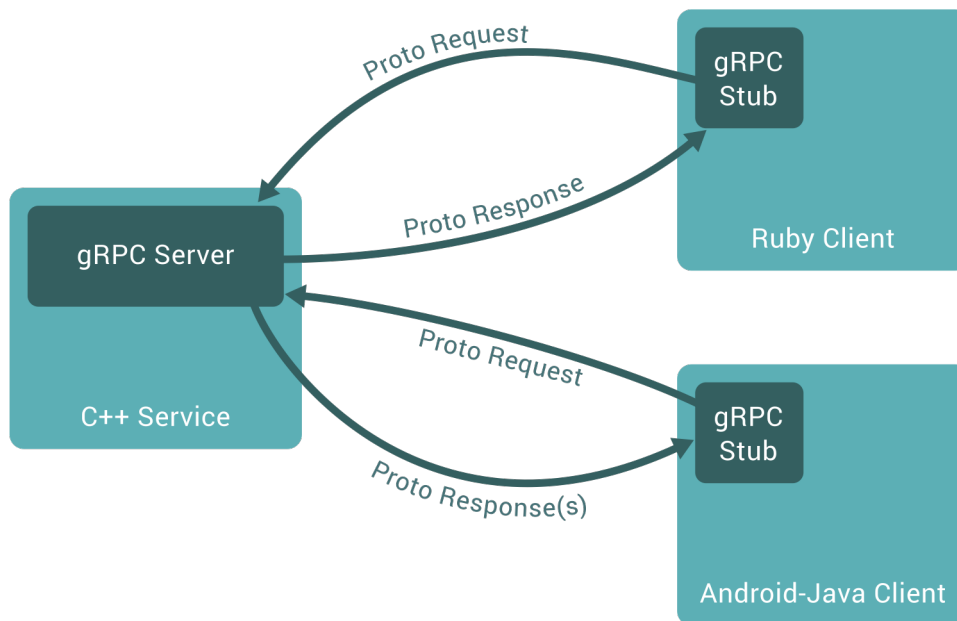 Proto Request
gRPC
Stub
Proto Response
Ruby Client
gRPC Server
C++ Service
Proto Request
gRPC
Stub
Proto Response(s)
Android-Java Client